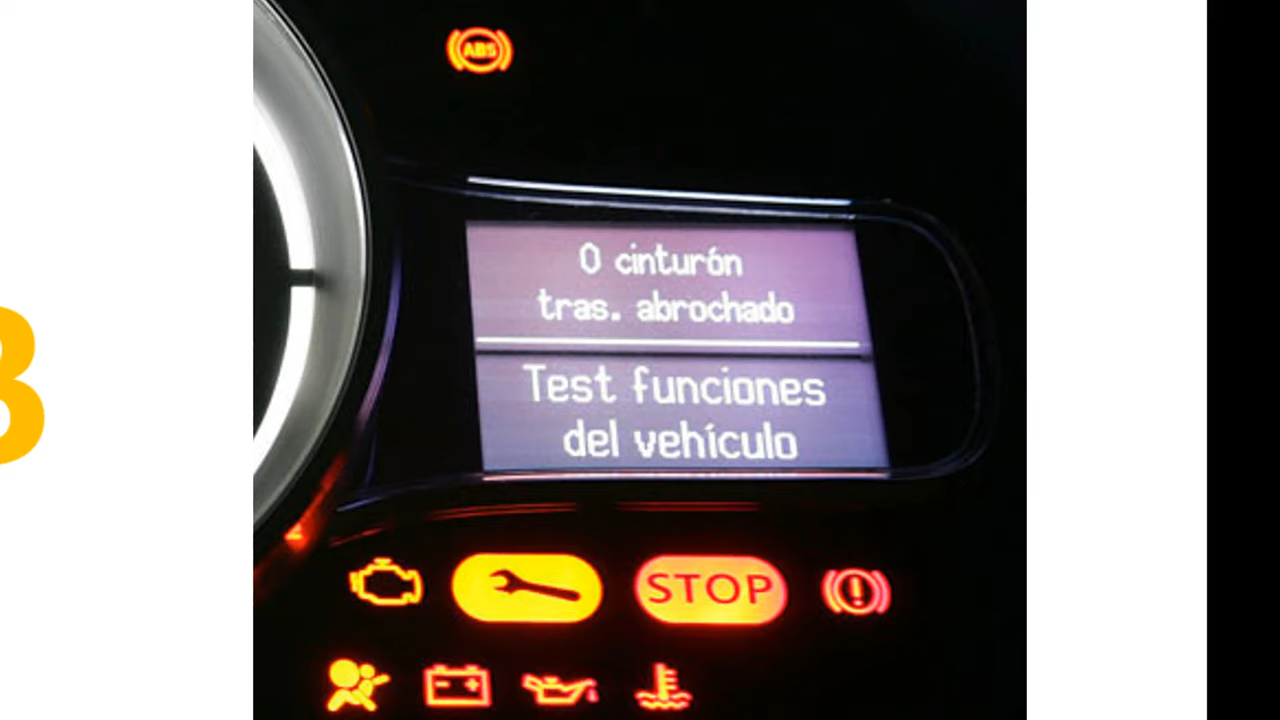 ABS
0 cinturón
tras. abrochado
Test funciones
del vehículo
STOP